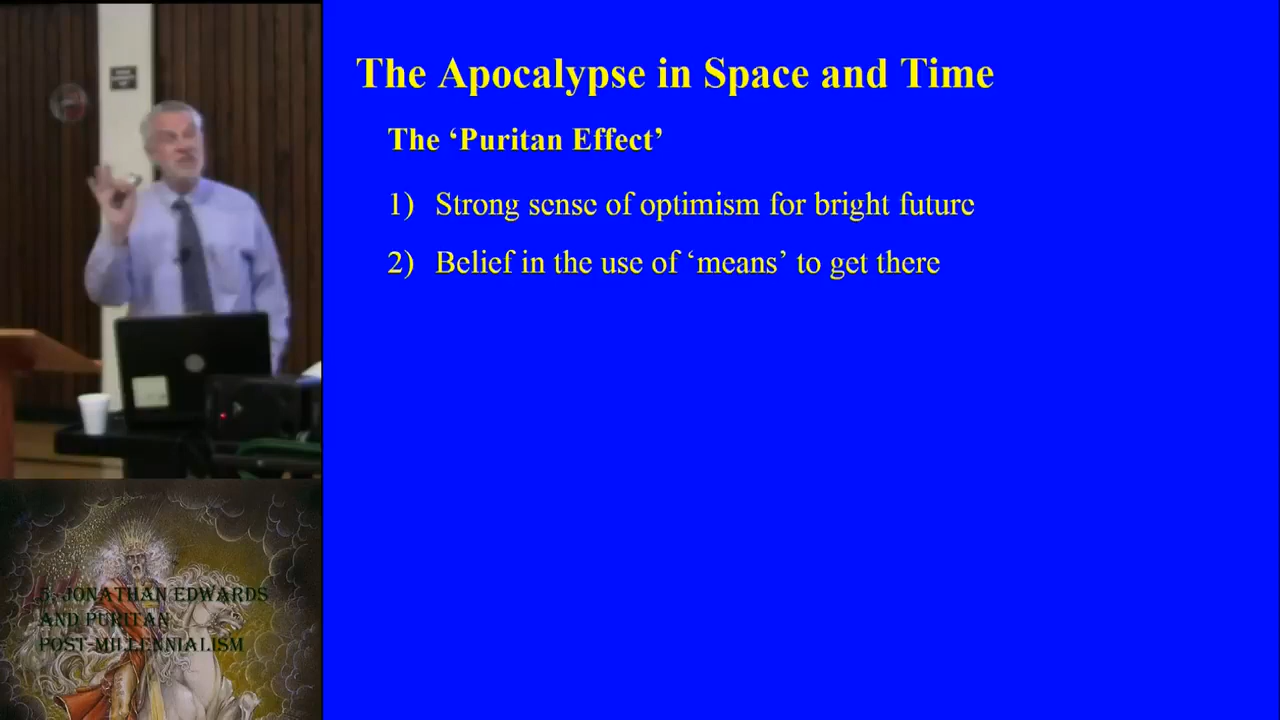 The Apocalypse in Space and Time
The ‘Puritan Effect’
1) Strong sense of optimism for bright future
2) Belief in the use of ‘means’ to get there
5. JONATHAN EDWARDS
AND PURITAN
POST-MILLENNIALISM